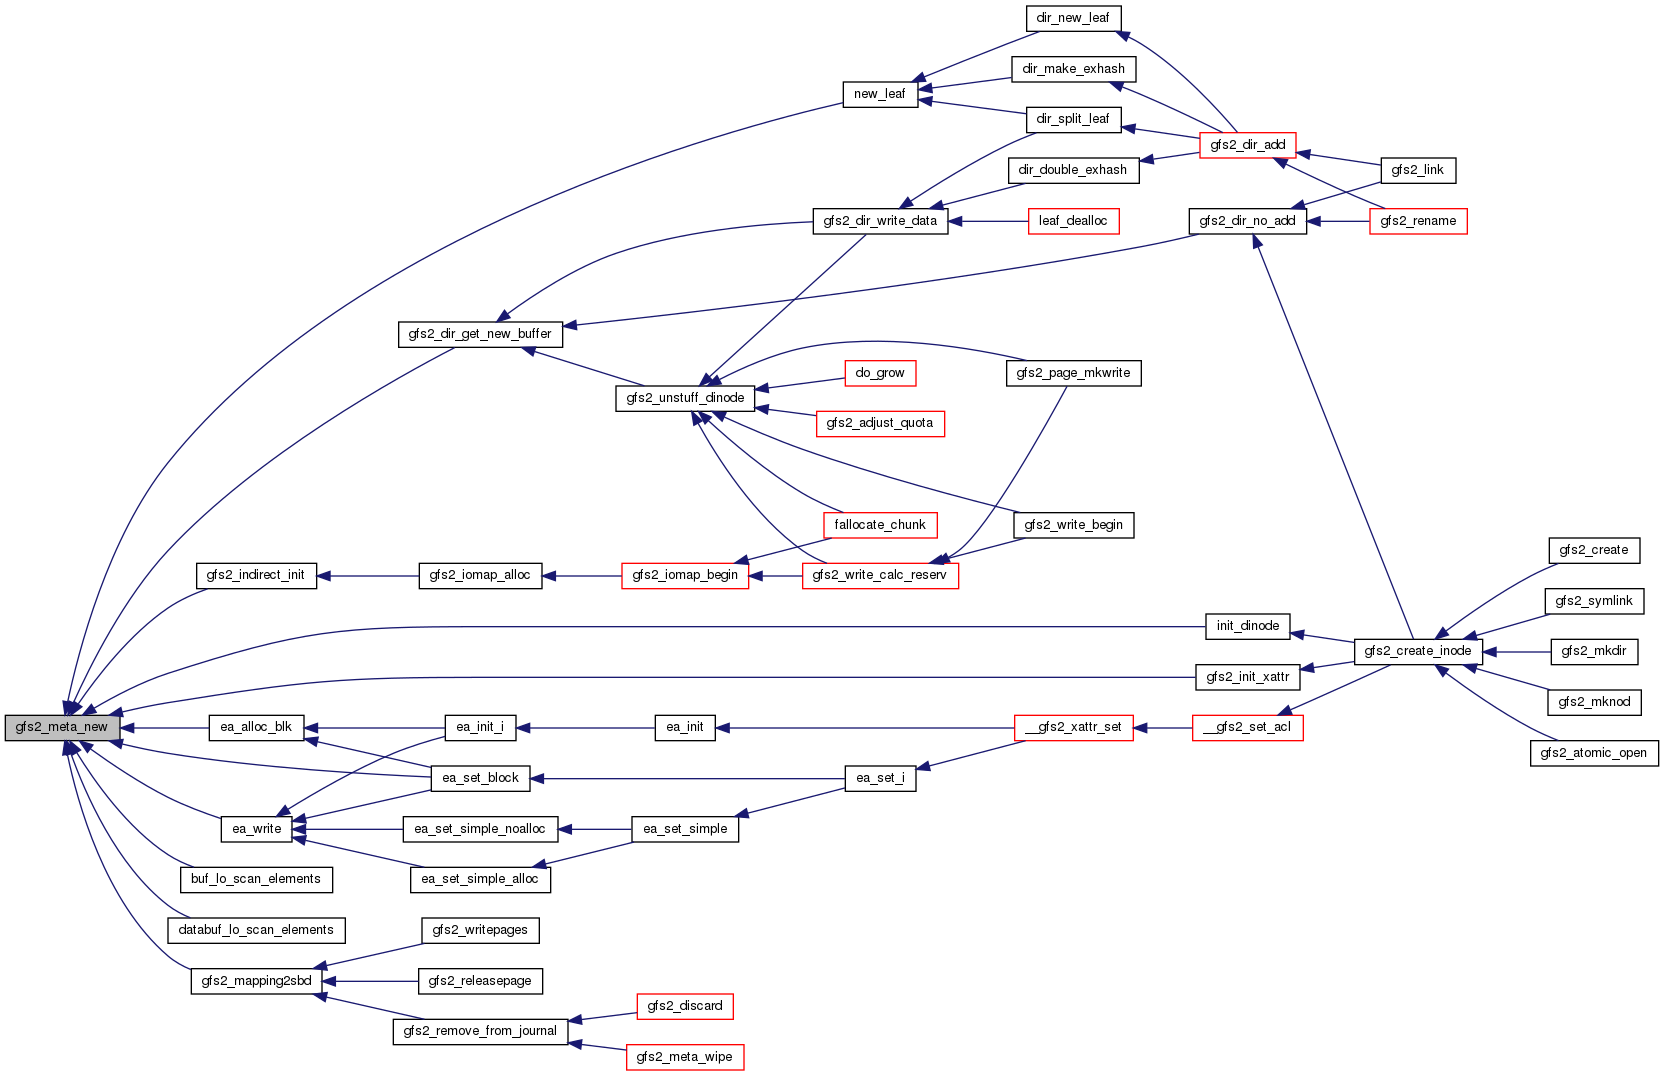 dir_new_leaf
dir_make_exhash
new_leaf
dir_split_leaf
gfs2_dir_add
dir_double_exhash
gfs2_link
gfs2_dir_write_data
leaf_dealloc
gfs2_dir_no_add
gfs2_rename
gfs2_dir_get_new_buffer
do_grow
gfs2_page_mkwrite
gfs2_unstuff_dinode
gfs2_adjust_quota
fallocate_chunk
gfs2_write_begin
gfs2_create
gfs2_indirect_init
gfs2_iomap_alloc
gfs2_iomap_begin
gfs2_write_calc_reserv
gfs2_symlink
init_dinode
gfs2_create_inode
gfs2_mkdir
gfs2_init_xattr
gfs2_mknod
gfs2_meta_new
ea_alloc_blk
ea_init_i
ea_init
__gfs2_xattr_set
__gfs2_set_acl
gfs2_atomic_open
ea_set_block
ea_set_i
ea_write
ea_set_simple_noalloc
ea_set_simple
buf_lo_scan_elements
ea_set_simple_alloc
databuf_lo_scan_elements
gfs2_writepages
gfs2_mapping2sbd
gfs2_releasepage
gfs2_discard
gfs2_remove_from_journal
gfs2_meta_wipe